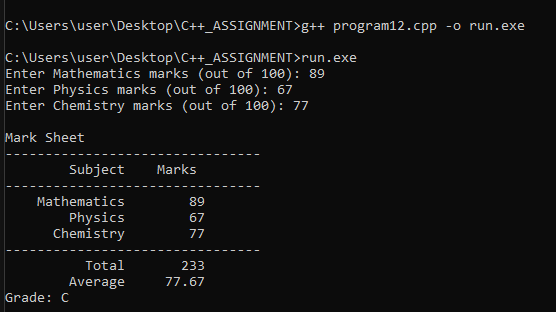 C:\Users\user\Desktop\C++_ASSIGNMENT>g++ program12.cpp -o run.exe
C:\Users\user\Desktop\C++_ASSIGNMENT>run.exe
Enter Mathematics marks (out of 100): 89
Enter Physics marks (out of 100): 67
Enter Chemistry marks (out of 100): 77
Mark Sheet
--------------------------------
Subject    Marks
--------------------------------
Mathematics        89
Physics        67
Chemistry        77
--------------------------------
Total       233
Average     77.67
Grade: C